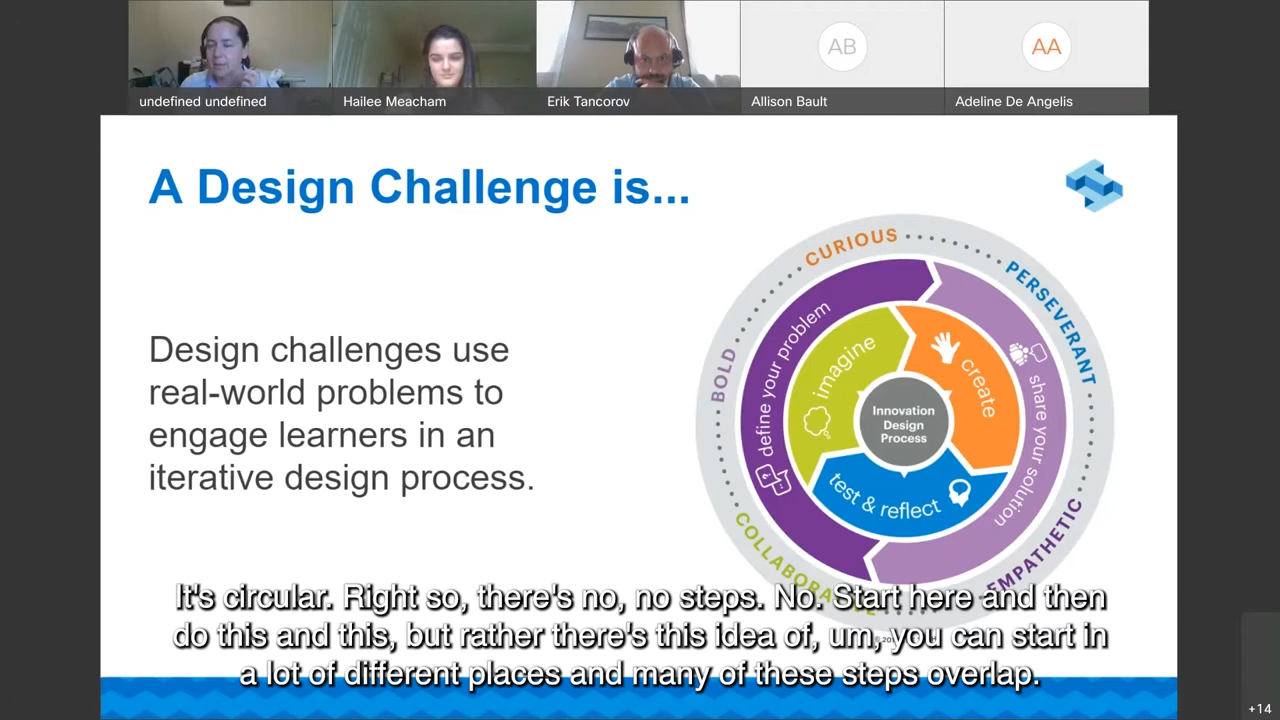 AB
AA
undefined undefined
Hailee Meacham
Erik Tancorov
Allison Bault
Adeline De Angelis
A Design Challenge is...
Design challenges use
real-world problems to
engage learners in an
iterative design process.
CURIOUS
PERSEVERANT
EMPATHETIC
BOLD
define your problem
share your solution
imagine
create
test & reflect
Innovation
Design
Process
It's circular. Right so, there's no, no steps. No. Start here and then
do this and this, but rather there's this idea of, um, you can start in
a lot of different places and many of these steps overlap.
+14